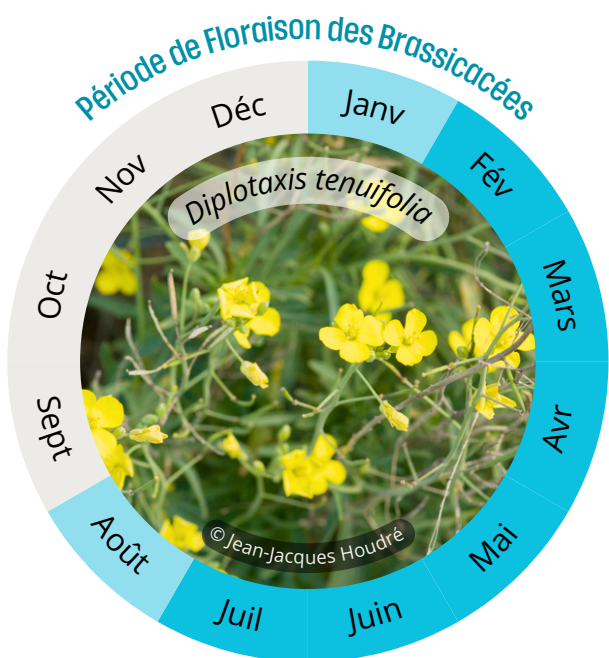 Période de Floraison des Brassicacées
Janv
Fév
Mars
Avr
Mai
Juin
Juil
Août
Sept
Oct
Nov
Déc
Diplotaxis tenuifolia
© Jean-Jacques Houdré